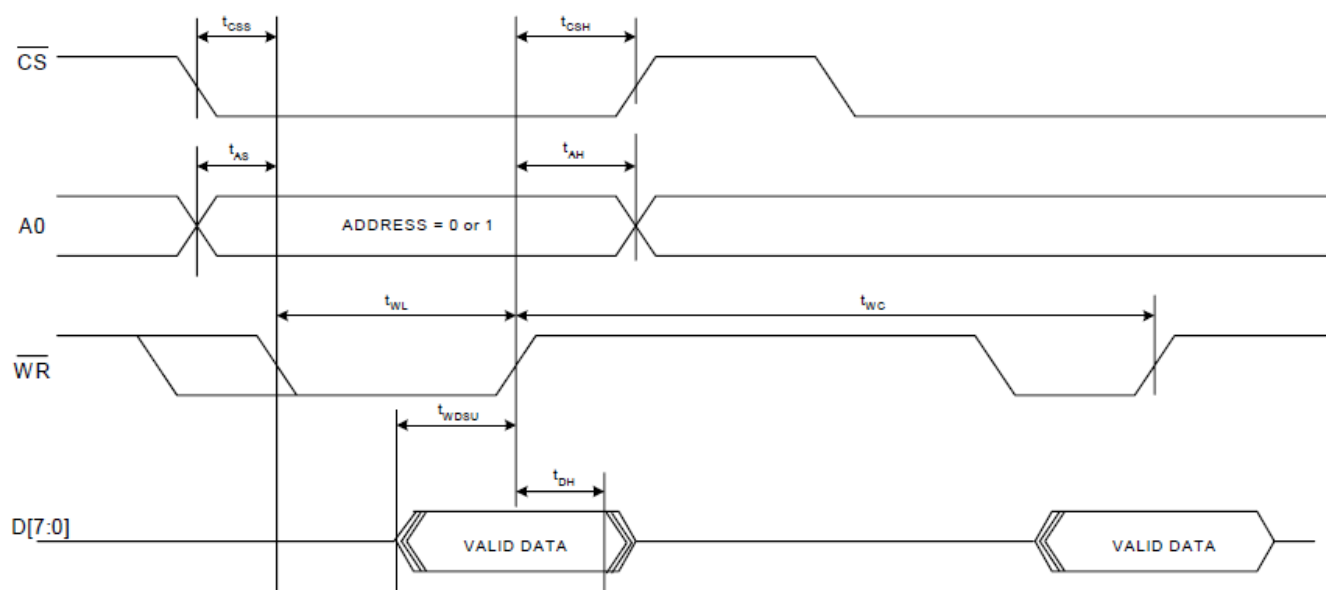 tCSS
tCSH
CS
tAS
tAH
A0
ADDRESS = 0 or 1
tWL
tWC
WR
tWDSU
tDH
D[7:0]
VALID DATA
VALID DATA